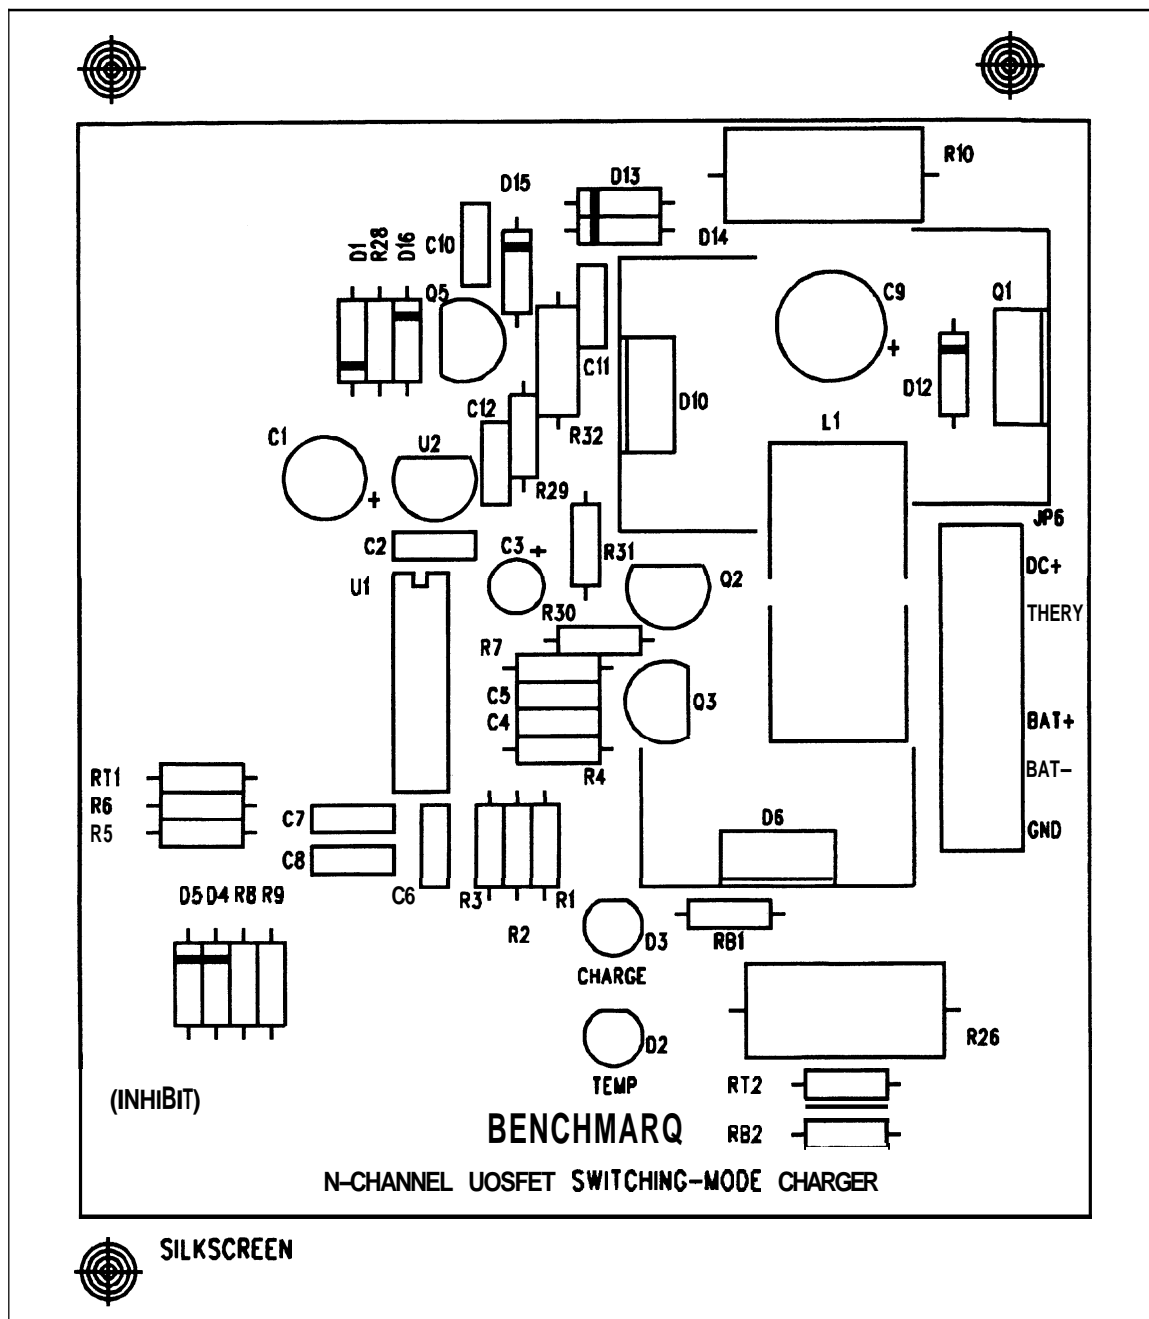 R10
D13
D15
D14
D1
R28
D16
C10
Q5
C9
Q1
C11
D12
D10
C12
R32
L1
C1
U2
R29
JP6
C2
C3
R31
DC+
U1
Q2
R30
THERY
R7
C5
Q3
C4
BAT+
R4
BAT-
RT1
R6
R5
C7
D6
GND
C8
D5 D4 R8 R9
C6
R3
R1
R2
D3
RB1
CHARGE
D2
R26
TEMP
RT2
(INHIBIT)
BENCHMARQ
RB2
N-CHANNEL UOSFET SWITCHING-MODE CHARGER
SILKSCREEN